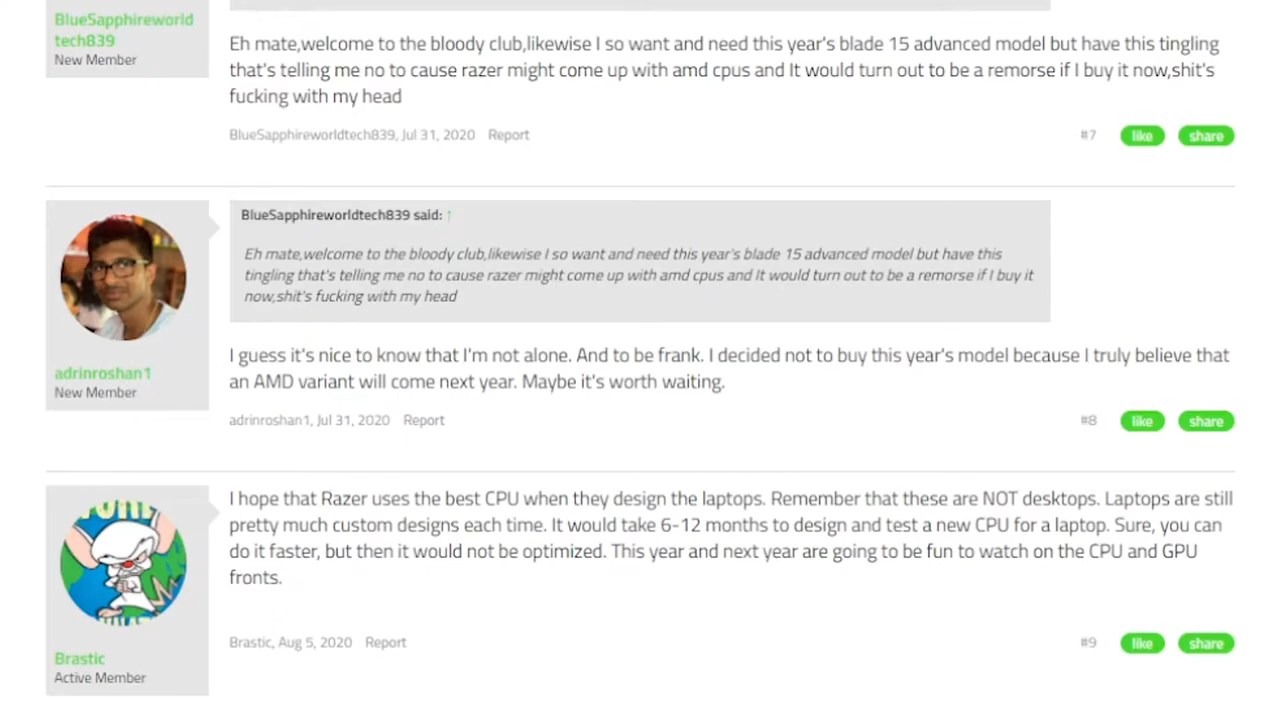 BlueSapphireworld
tech839
New Member
Eh mate,welcome to the bloody club,likewise I so want and need this year's blade 15 advanced model but have this tingling
that's telling me no to cause razer might come up with amd cpus and It would turn out to be a remorse if I buy it now,shit's
fucking with my head
BlueSapphireworldtech839, Jul 31, 2020 Report
#7 like share
BlueSapphireworldtech839 said: ↑
Eh mate,welcome to the bloody club,likewise I so want and need this year's blade 15 advanced model but have this
tingling that's telling me no to cause razer might come up with amd cpus and It would turn out to be a remorse if I buy it
now,shit's fucking with my head
adrinroshan1
New Member
I guess it's nice to know that I'm not alone. And to be frank. I decided not to buy this year's model because I truly believe that
an AMD variant will come next year. Maybe it's worth waiting.
adrinroshan1, Jul 31, 2020 Report
#8 like share
Brastic
Active Member
I hope that Razer uses the best CPU when they design the laptops. Remember that these are NOT desktops. Laptops are still
pretty much custom designs each time. It would take 6-12 months to design and test a new CPU for a laptop. Sure, you can
do it faster, but then it would not be optimized. This year and next year are going to be fun to watch on the CPU and GPU
fronts.
Brastic, Aug 5, 2020 Report
#9 like share